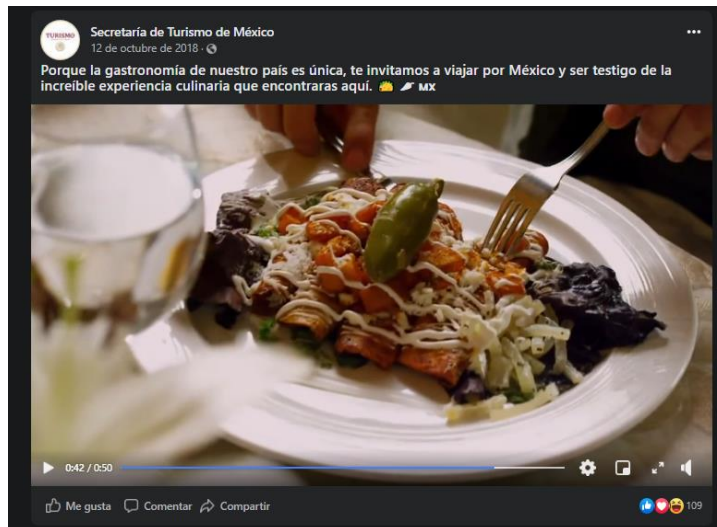 TURISMO
Secretaría de Turismo de México
12 de octubre de 2018 ·
Porque la gastronomía de nuestro país es única, te invitamos a viajar por México y ser testigo de la
increíble experiencia culinaria que encontraras aquí. 🌮 🌶 MX
0:42 / 0:50
Me gusta Comentar Compartir 109